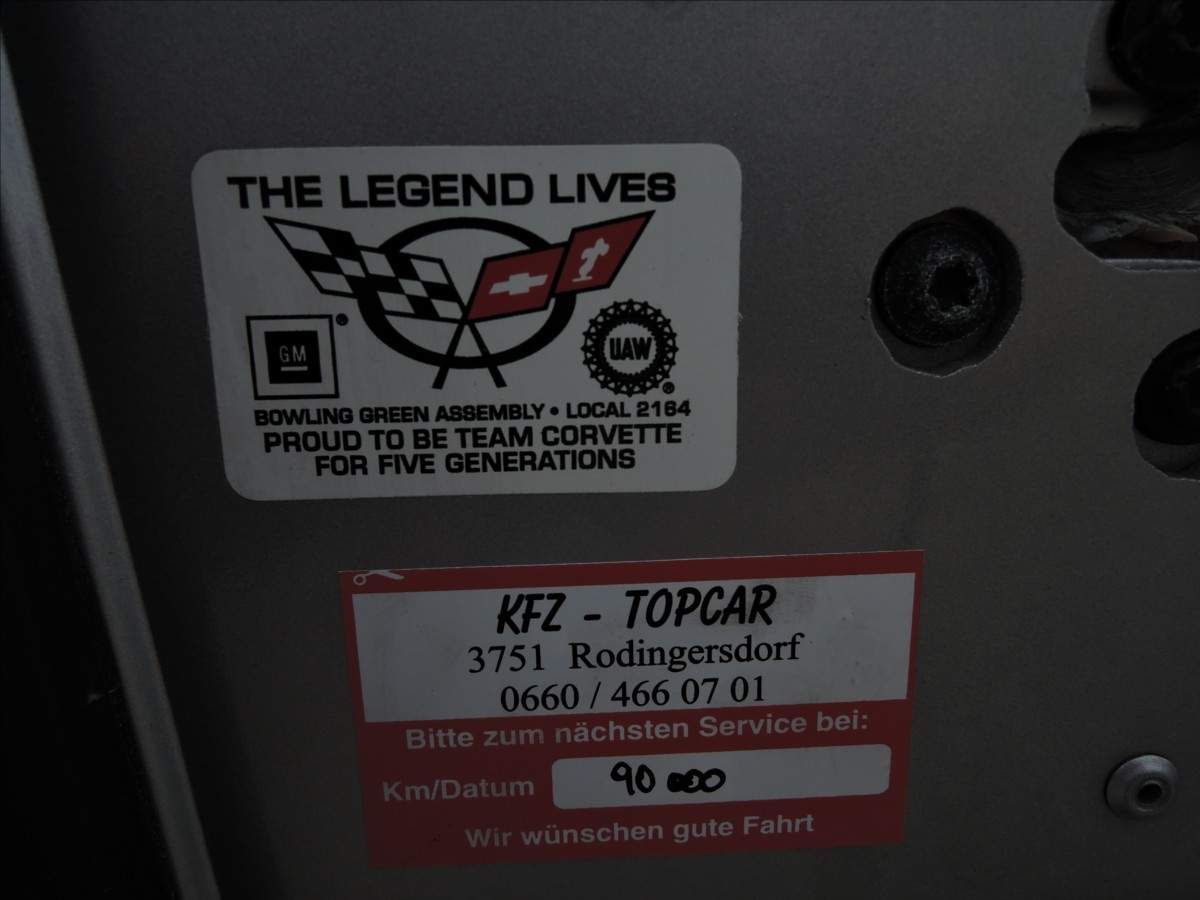 THE LEGEND LIVES
GM
UAW
®
BOWLING GREEN ASSEMBLY • LOCAL 2164
PROUD TO BE TEAM CORVETTE
FOR FIVE GENERATIONS
KFZ - TOPCAR
3751 Rodingersdorf
0660 / 466 07 01
Bitte zum nächsten Service bei:
Km/Datum 90 000
Wir wünschen gute Fahrt